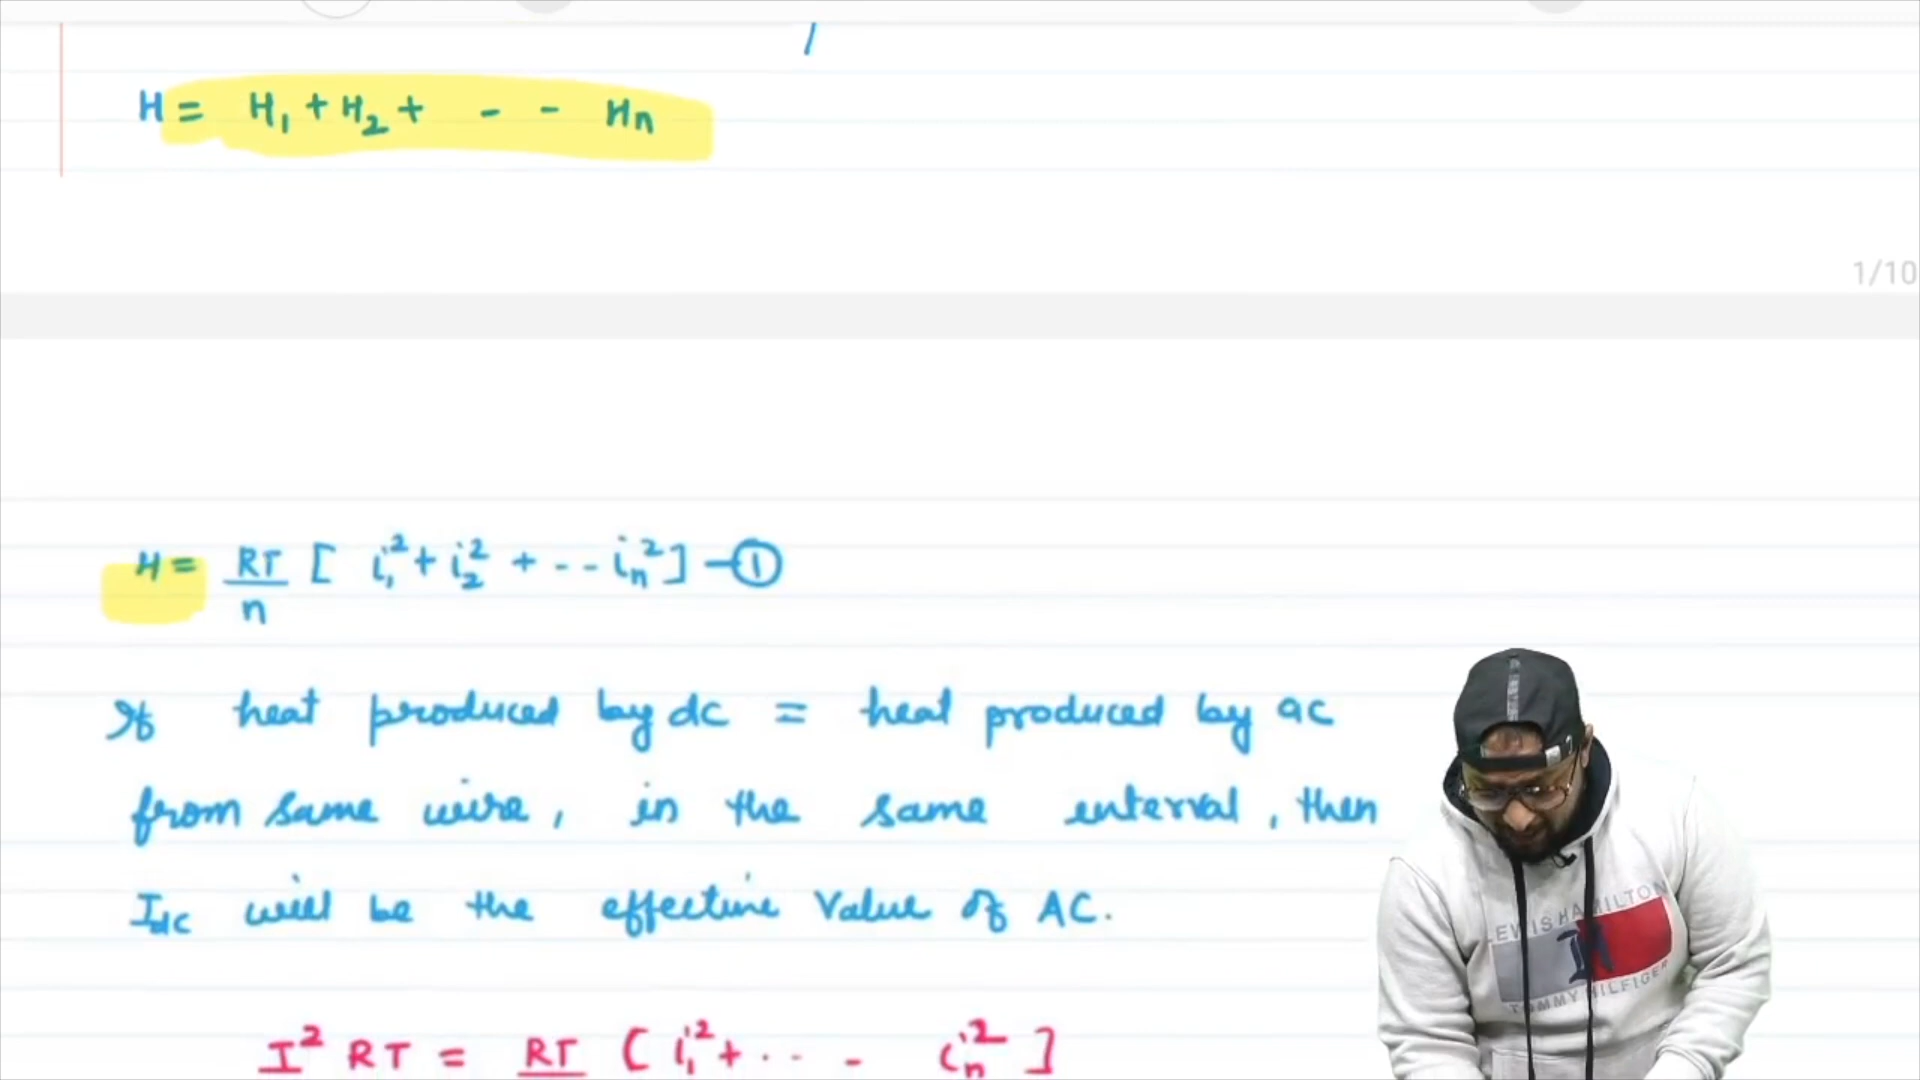 H = H₁ + H₂ + - - Hn
1/10
H = RT/n [ i₁² + i₂² + - - in² ] - ①
If heat produced by dc = heat produced by ac
from same wire, in the same interval, then
Idc will be the effective value of AC.
I² RT = RT [ i₁² + · · - in² ]
LEWIS HAMILTON
TOMMY HILFIGER